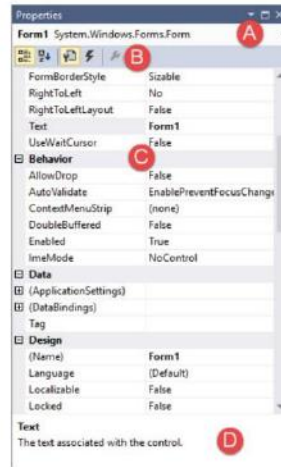 Properties
Form1 System.Windows.Forms.Form
A
B
FormBorderStyle Sizable
RightToLeft No
RightToLeftLayout False
Text Form1
UseWaitCursor False
Behavior C
AllowDrop False
AutoValidate EnablePreventFocusChange
ContextMenuStrip (none)
DoubleBuffered False
Enabled True
ImeMode NoControl
Data
(ApplicationSettings)
(DataBindings)
Tag
Design
(Name) Form1
Language (Default)
Localizable False
Locked False
Text
The text associated with the control.
D